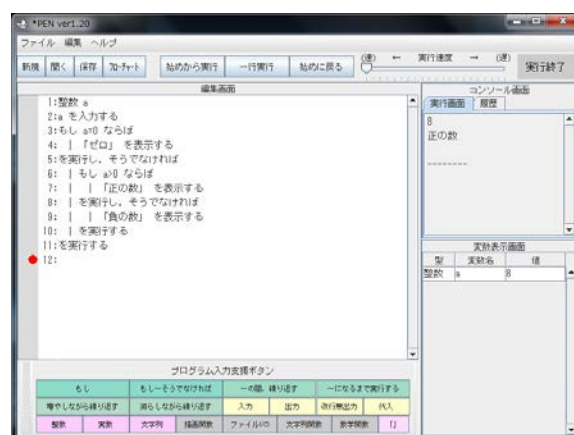 *PEN ver1.20
ファイル 編集 ヘルプ
新規 開く 保存 フローチャート 始めから実行 一行実行 始めに戻る (速) ← 実行速度 → (遅) 実行終了
編集画面
1:整数 a
2:a を入力する
3:もし a=0 ならば
4: | 「ゼロ」 を表示する
5:を実行し，そうでなければ
6: | もし a>0 ならば
7: | | 「正の数」 を表示する
8: | を実行し，そうでなければ
9: | | 「負の数」 を表示する
10: | を実行する
11:を実行する
12:
コンソール画面
実行画面 履歴
8
正の数
--------
変数表示画面
型 変数名 値
整数 a 8
プログラム入力支援ボタン
もし もし～そうでなければ ～の間，繰り返す ～になるまで実行する
増やしながら繰り返す 減らしながら繰り返す 入力 出力 改行無出力 代入
整数 実数 文字列 描画関数 ファイルI/O 文字列関数 数学関数 「」